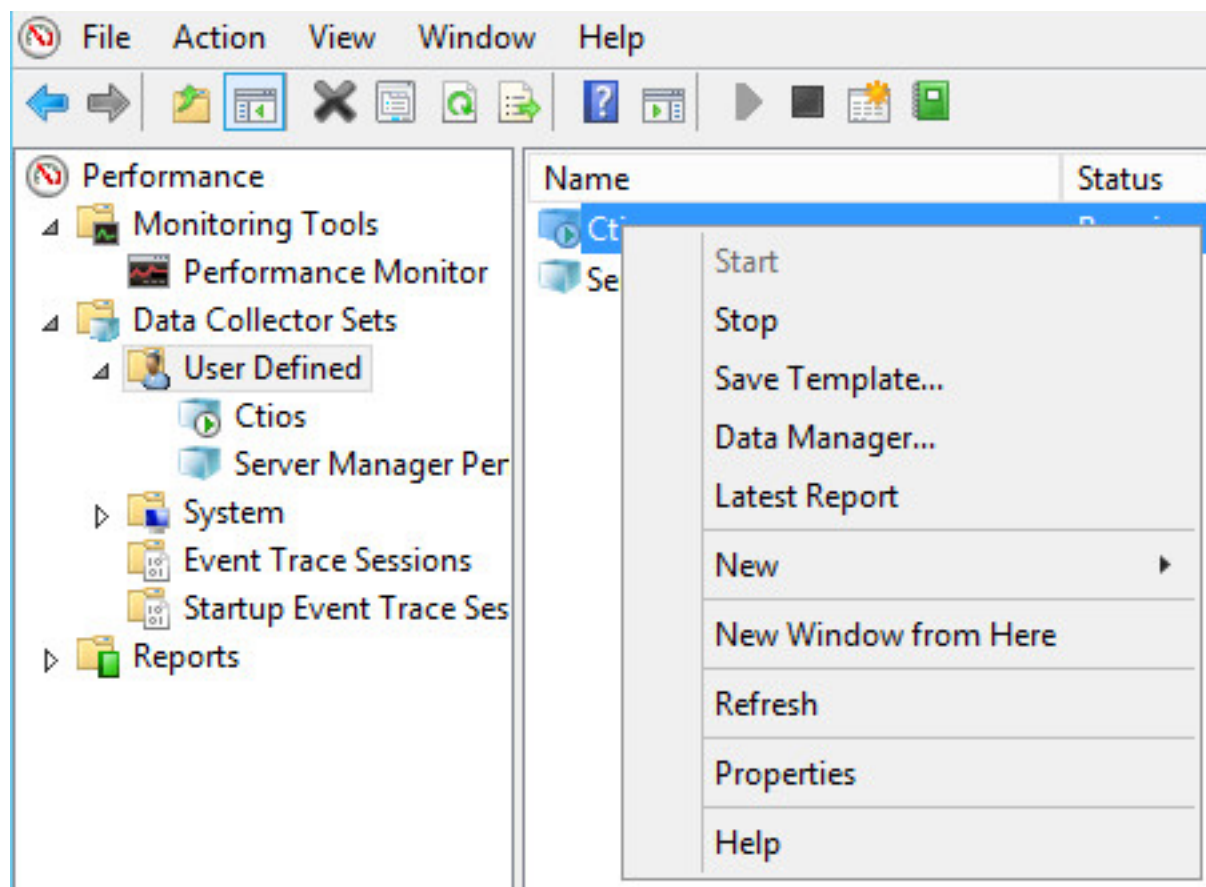 File Action View Window Help
Performance
Monitoring Tools
Performance Monitor
Data Collector Sets
User Defined
Ctios
Server Manager Per
System
Event Trace Sessions
Startup Event Trace Ses
Reports
Name Status
Start
Stop
Save Template...
Data Manager...
Latest Report
New
New Window from Here
Refresh
Properties
Help